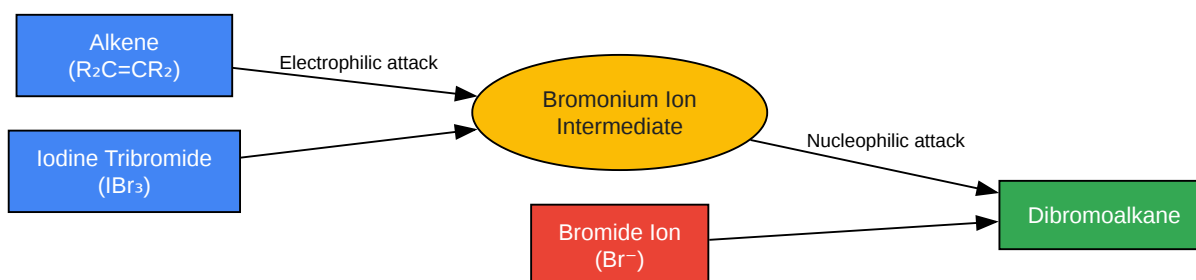 Alkene
(R₂C=CR₂)
Electrophilic attack
Bromonium Ion
Intermediate
Iodine Tribromide
(IBr₃)
Nucleophilic attack
Bromide Ion
(Br⁻)
Dibromoalkane